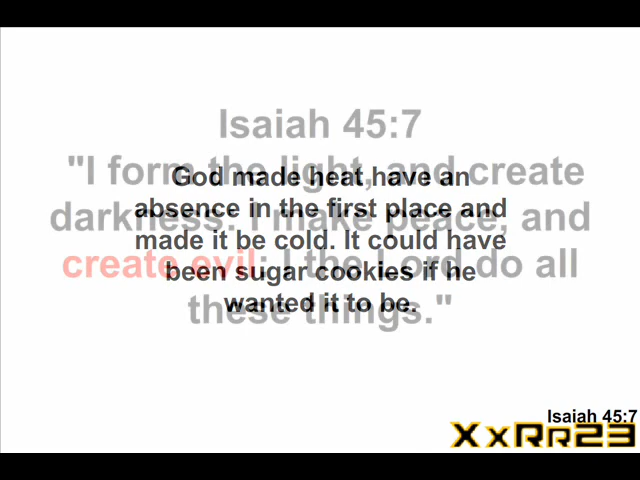 Isaiah 45:7
"I form the light, and create
darkness: I make peace, and
create evil: I the Lord do all
these things."
God made heat have an
absence in the first place and
made it be cold. It could have
been sugar cookies if he
wanted it to be.
Isaiah 45:7
XxRr23